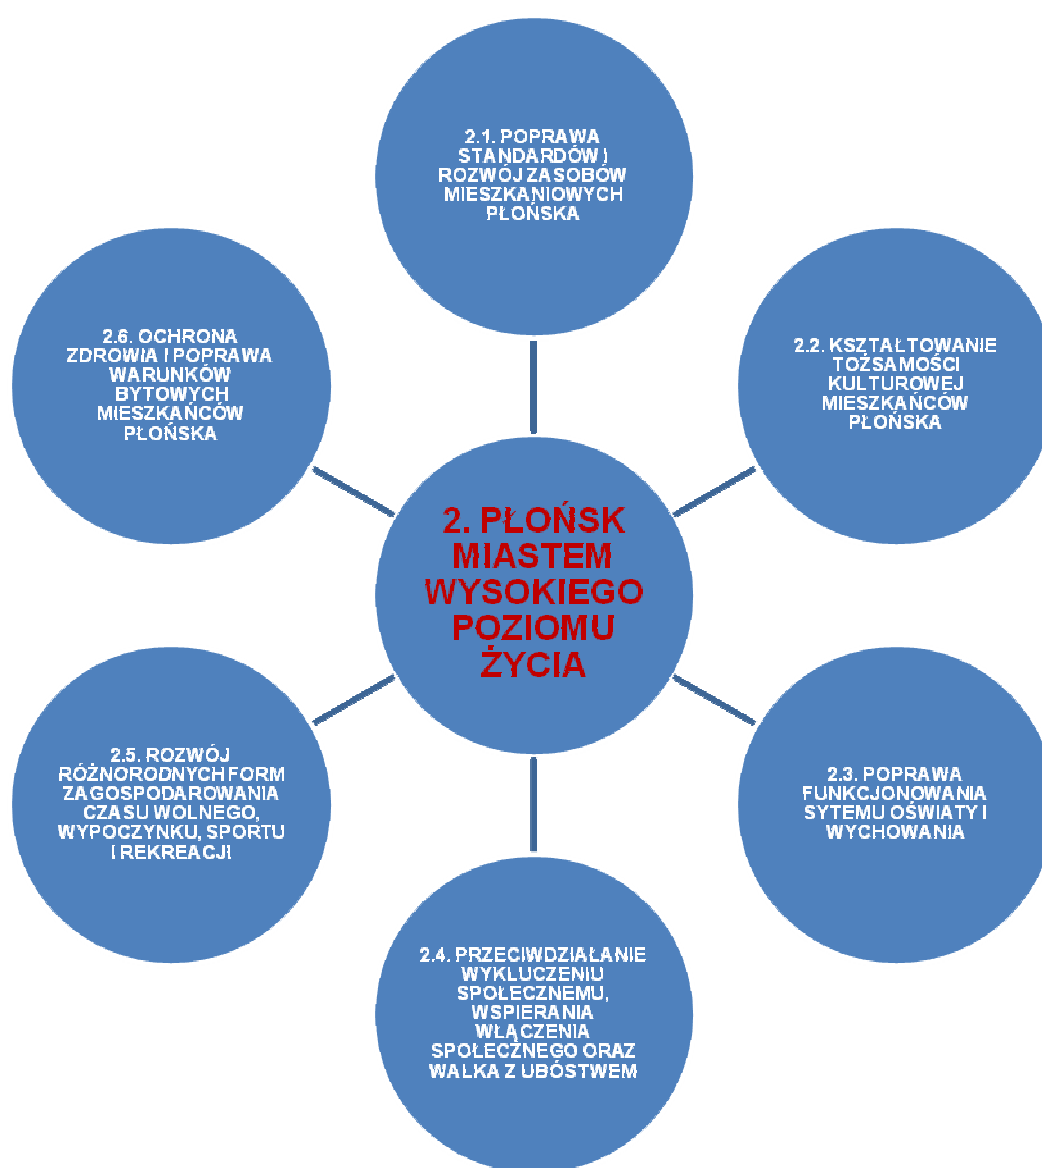 2.1. POPRAWA
STANDARDÓW I
ROZWÓJ ZASOBÓW
MIESZKANIOWYCH
PŁOŃSKA
2.2. KSZTAŁTOWANIE
TOŻSAMOŚCI
KULTUROWEJ
MIESZKAŃCÓW
PŁOŃSKA
2.3. POPRAWA
FUNKCJONOWANIA
SYTEMU OŚWIATY I
WYCHOWANIA
2.4. PRZECIWDZIAŁANIE
WYKLUCZENIU
SPOŁECZNEMU,
WSPIERANIA
WŁĄCZENIA
SPOŁECZNEGO ORAZ
WALKA Z UBÓSTWEM
2.5. ROZWÓJ
RÓŻNORODNYCH FORM
ZAGOSPODAROWANIA
CZASU WOLNEGO,
WYPOCZYNKU, SPORTU
I REKREACJI
2.6. OCHRONA
ZDROWIA I POPRAWA
WARUNKÓW
BYTOWYCH
MIESZKAŃCÓW
PŁOŃSKA
2. PŁOŃSK
MIASTEM
WYSOKIEGO
POZIOMU
ŻYCIA